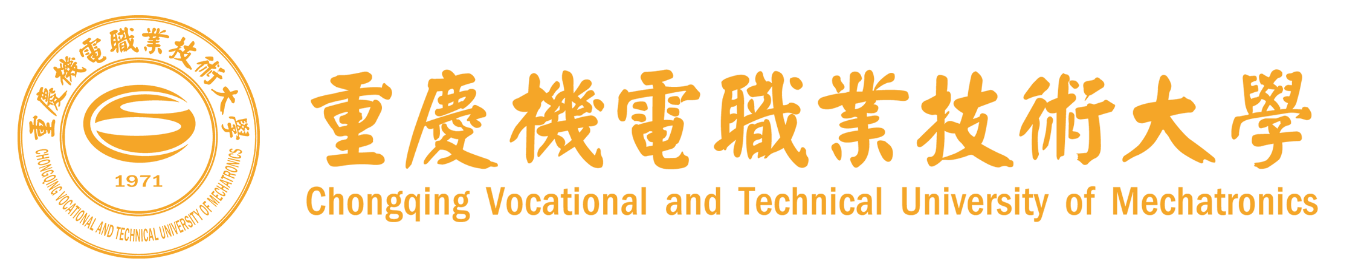 重慶機電職業技術大學
1971
CHONGQING VOCATIONAL AND TECHNICAL UNIVERSITY OF MECHATRONICS
重慶機電職業技術大學
Chongqing Vocational and Technical University of Mechatronics